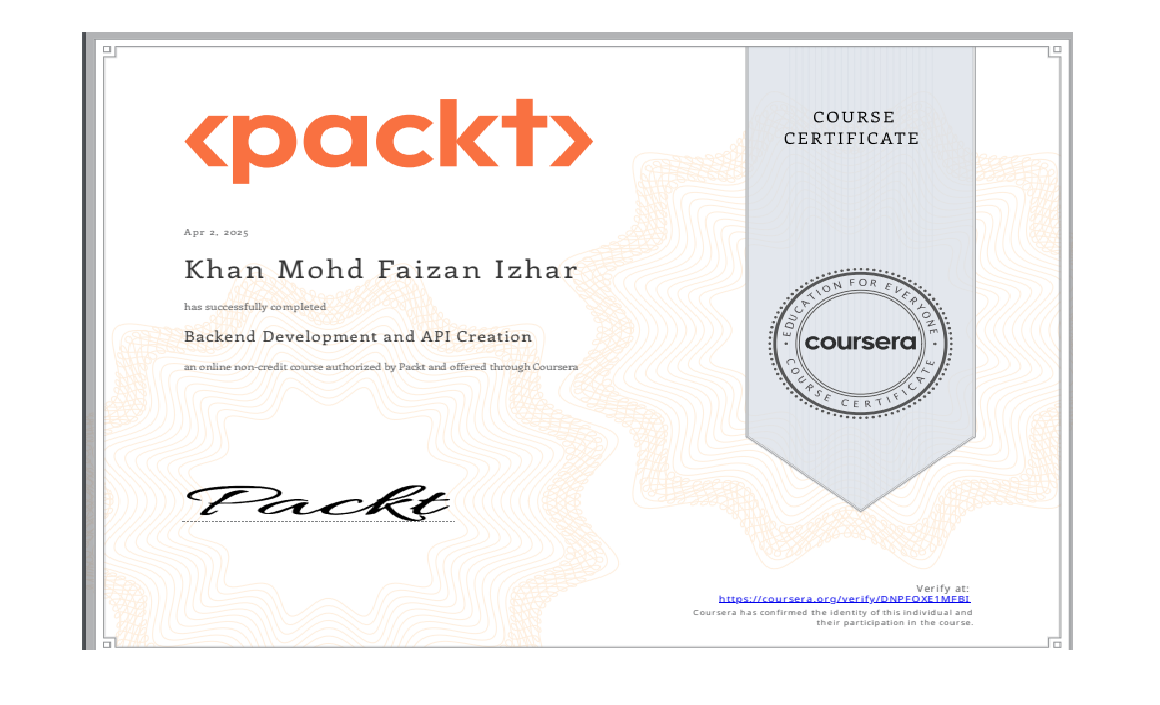 <packt>
COURSE
CERTIFICATE
Apr 2, 2025
Khan Mohd Faizan Izhar
has successfully completed
Backend Development and API Creation
an online non-credit course authorized by Packt and offered through Coursera
EDUCATION FOR EVERYONE
coursera
COURSE CERTIFICATE
Packt
Verify at:
https://coursera.org/verify/DNPFOXE1MFBI
Coursera has confirmed the identity of this individual and
their participation in the course.